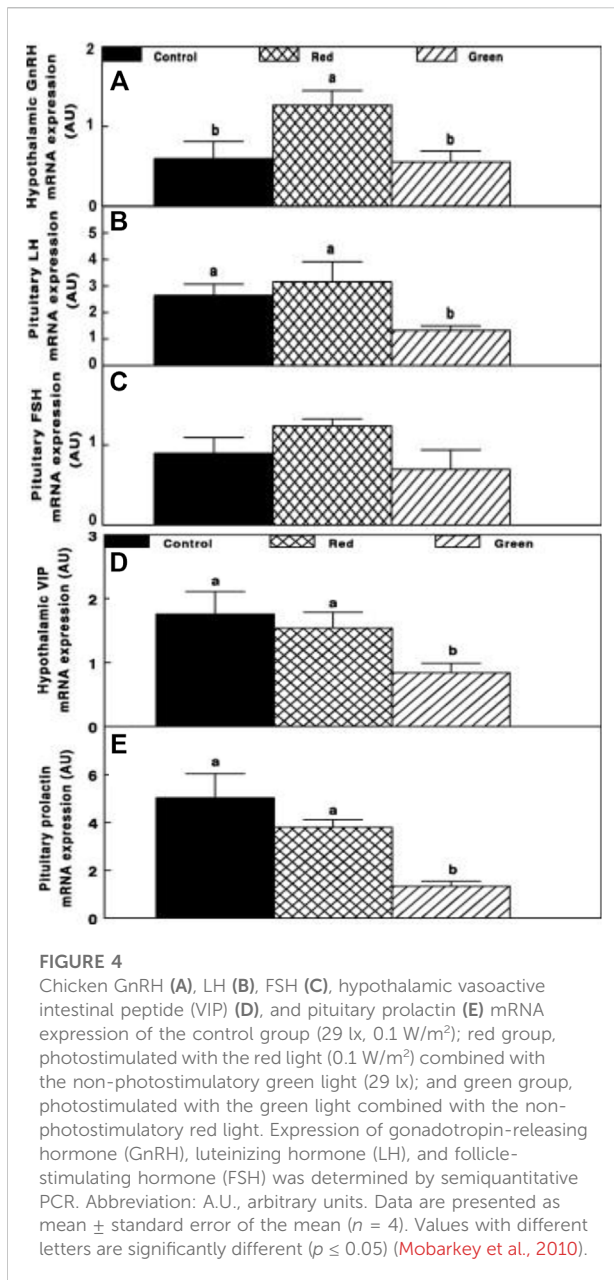 Control Red Green
A
Hypothalamic GnRH
mRNA expression
(AU)
2
1
0
b
a
b
B
Pituitary LH
mRNA expression
(AU)
5
4
3
2
1
0
a
a
b
C
Pituitary FSH
mRNA expression
(AU)
1
0
Control Red Green
D
Hypothalamic VIP
mRNA expression (AU)
3
2
1
0
a
a
b
E
Pituitary prolactin
mRNA expression (AU)
6
4
2
0
a
a
b
FIGURE 4
Chicken GnRH (A), LH (B), FSH (C), hypothalamic vasoactive
intestinal peptide (VIP) (D), and pituitary prolactin (E) mRNA
expression of the control group (29 lx, 0.1 W/m²); red group,
photostimulated with the red light (0.1 W/m²) combined with
the non-photostimulatory green light (29 lx); and green group,
photostimulated with the green light combined with the non-
photostimulatory red light. Expression of gonadotropin-releasing
hormone (GnRH), luteinizing hormone (LH), and follicle-
stimulating hormone (FSH) was determined by semiquantitative
PCR. Abbreviation: A.U., arbitrary units. Data are presented as
mean ± standard error of the mean (n = 4). Values with different
letters are significantly different (p ≤ 0.05) (Mobarkey et al., 2010).